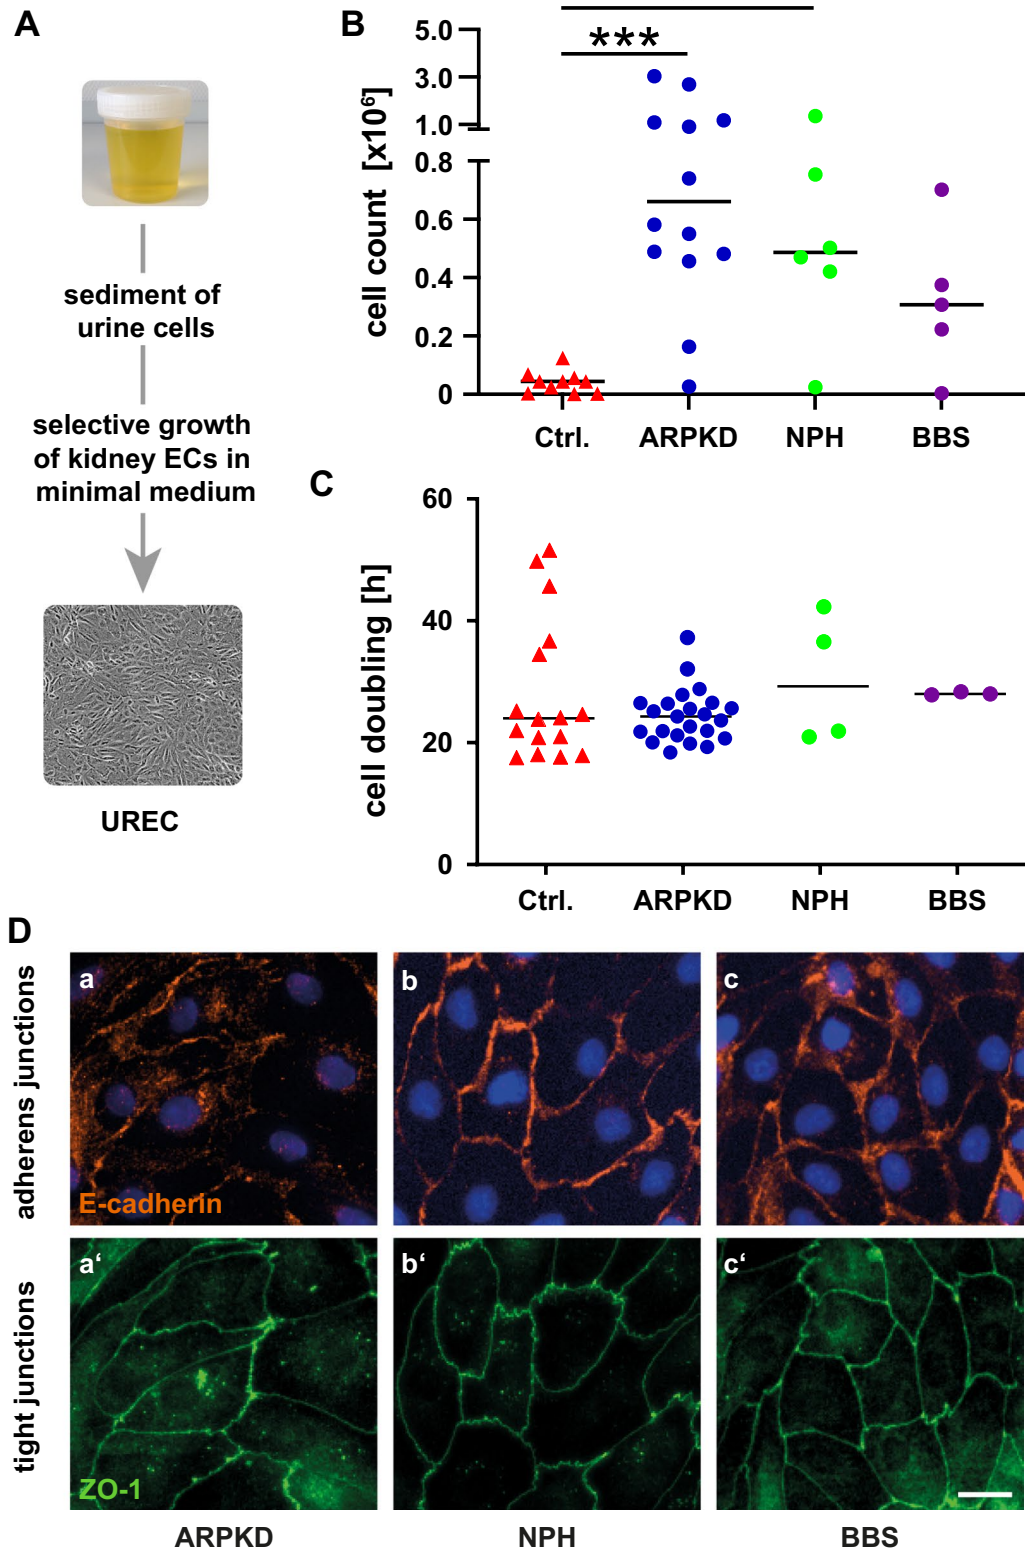 A
sediment of
urine cells
selective growth
of kidney ECs in
minimal medium
UREC
B
cell count [x10⁶]
5.0
3.0
1.0
0.8
0.6
0.4
0.2
0
***
Ctrl.
ARPKD
NPH
BBS
C
cell doubling [h]
60
40
20
0
Ctrl.
ARPKD
NPH
BBS
D
adherens junctions
a
b
c
E-cadherin
tight junctions
a‘
b‘
c‘
ZO-1
ARPKD
NPH
BBS